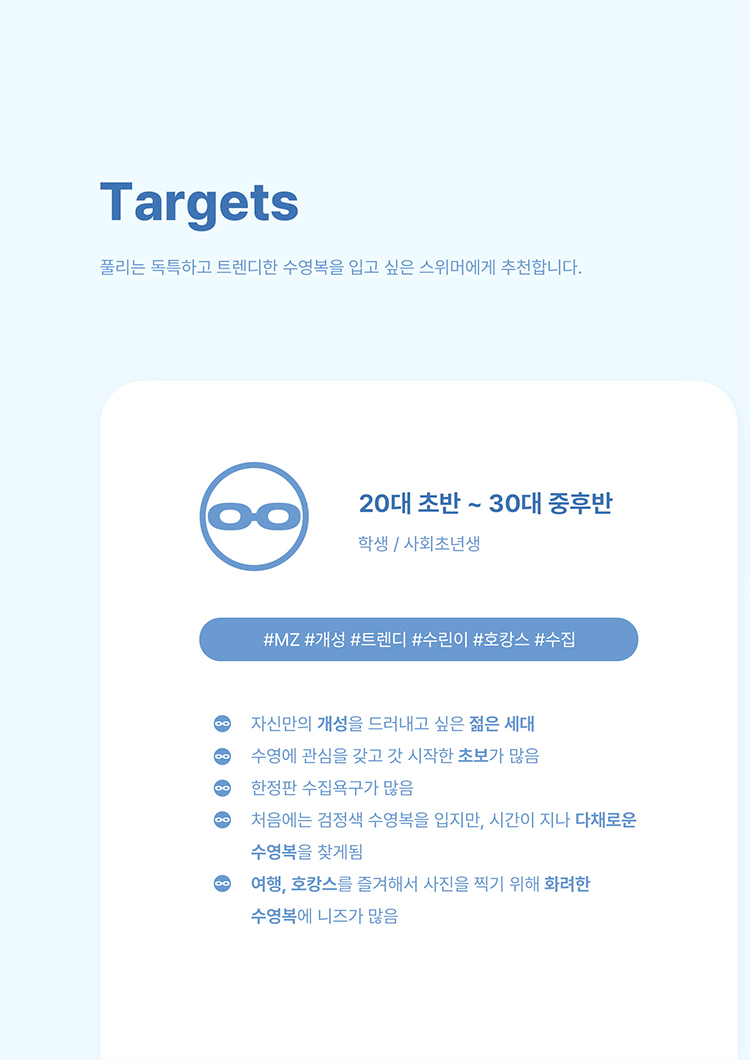 Targets
풀리는 독특하고 트렌디한 수영복을 입고 싶은 스위머에게 추천합니다.
20대 초반 ~ 30대 중후반
학생 / 사회초년생
#MZ #개성 #트렌디 #수린이 #호캉스 #수집
자신만의 개성을 드러내고 싶은 젊은 세대
수영에 관심을 갖고 갓 시작한 초보가 많음
한정판 수집욕구가 많음
처음에는 검정색 수영복을 입지만, 시간이 지나 다채로운
수영복을 찾게됨
여행, 호캉스를 즐겨해서 사진을 찍기 위해 화려한
수영복에 니즈가 많음